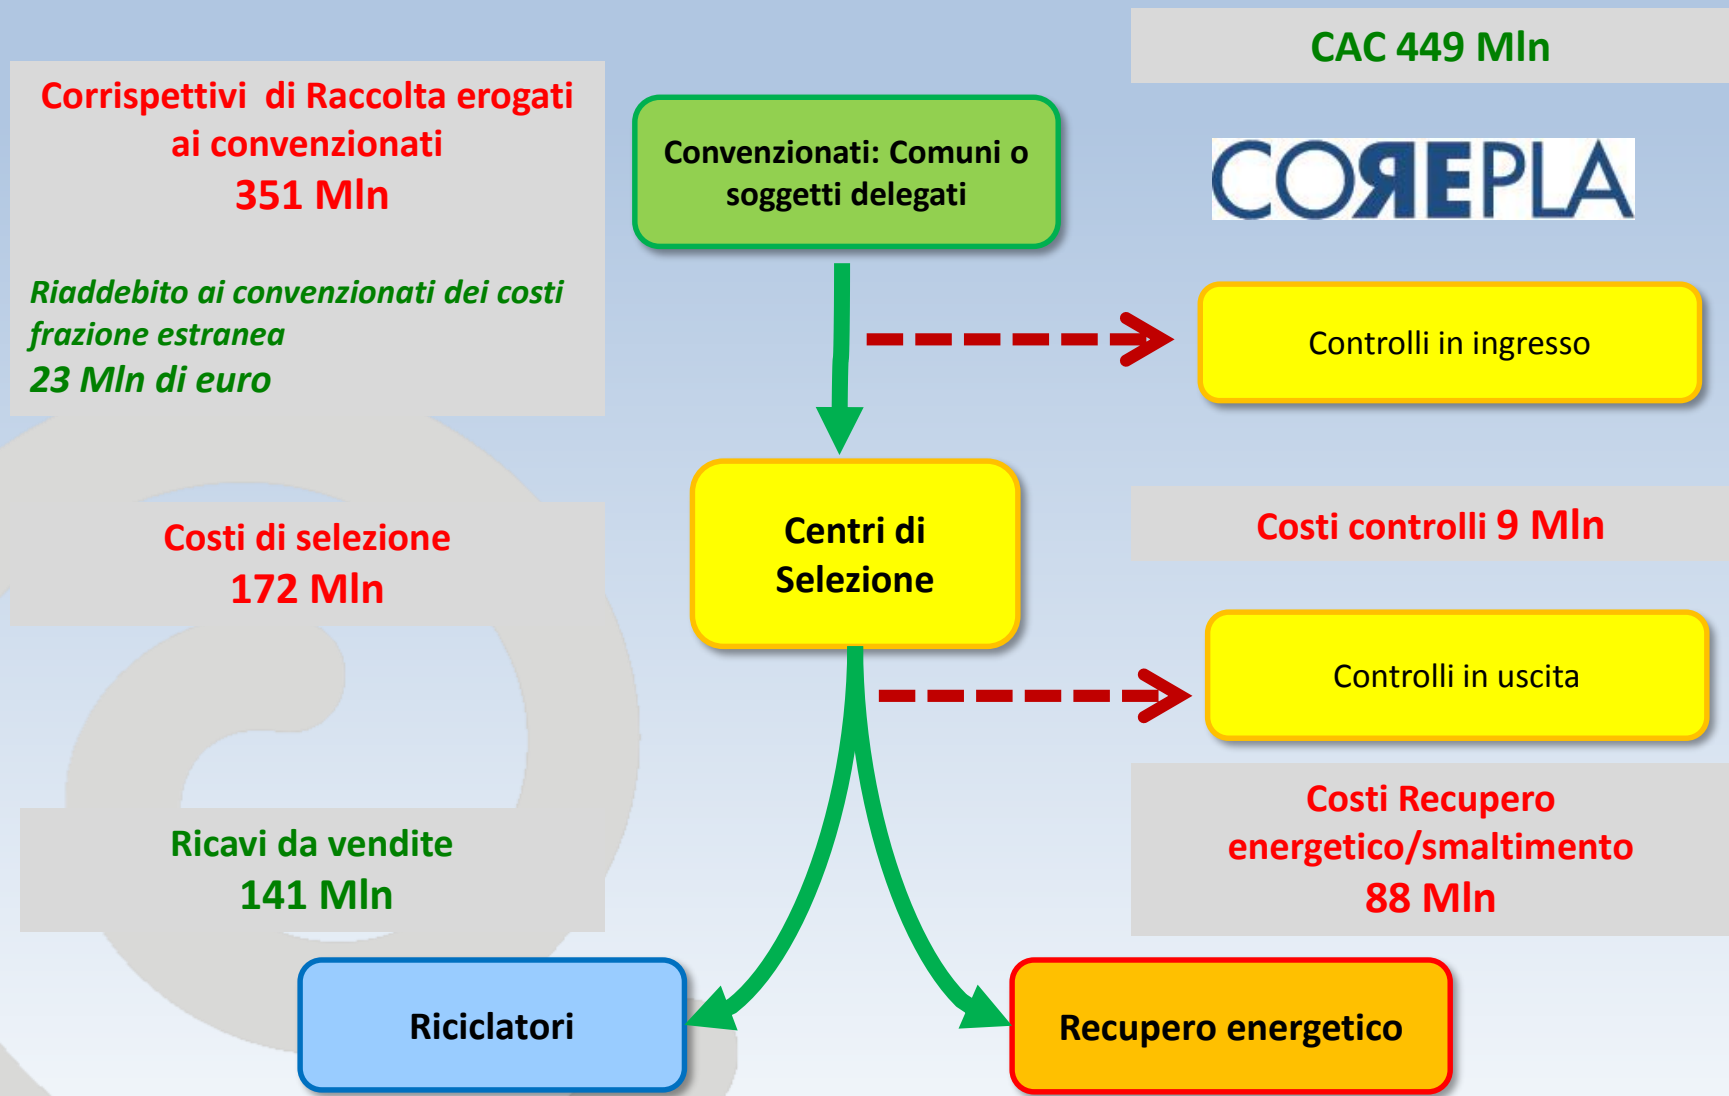 CAC 449 Mln
Corrispettivi di Raccolta erogati
ai convenzionati
351 Mln
Riaddebito ai convenzionati dei costi
frazione estranea
23 Mln di euro
Convenzionati: Comuni o
soggetti delegati
COREPLA
Controlli in ingresso
Costi di selezione
172 Mln
Centri di
Selezione
Costi controlli 9 Mln
Controlli in uscita
Ricavi da vendite
141 Mln
Costi Recupero
energetico/smaltimento
88 Mln
Riciclatori
Recupero energetico